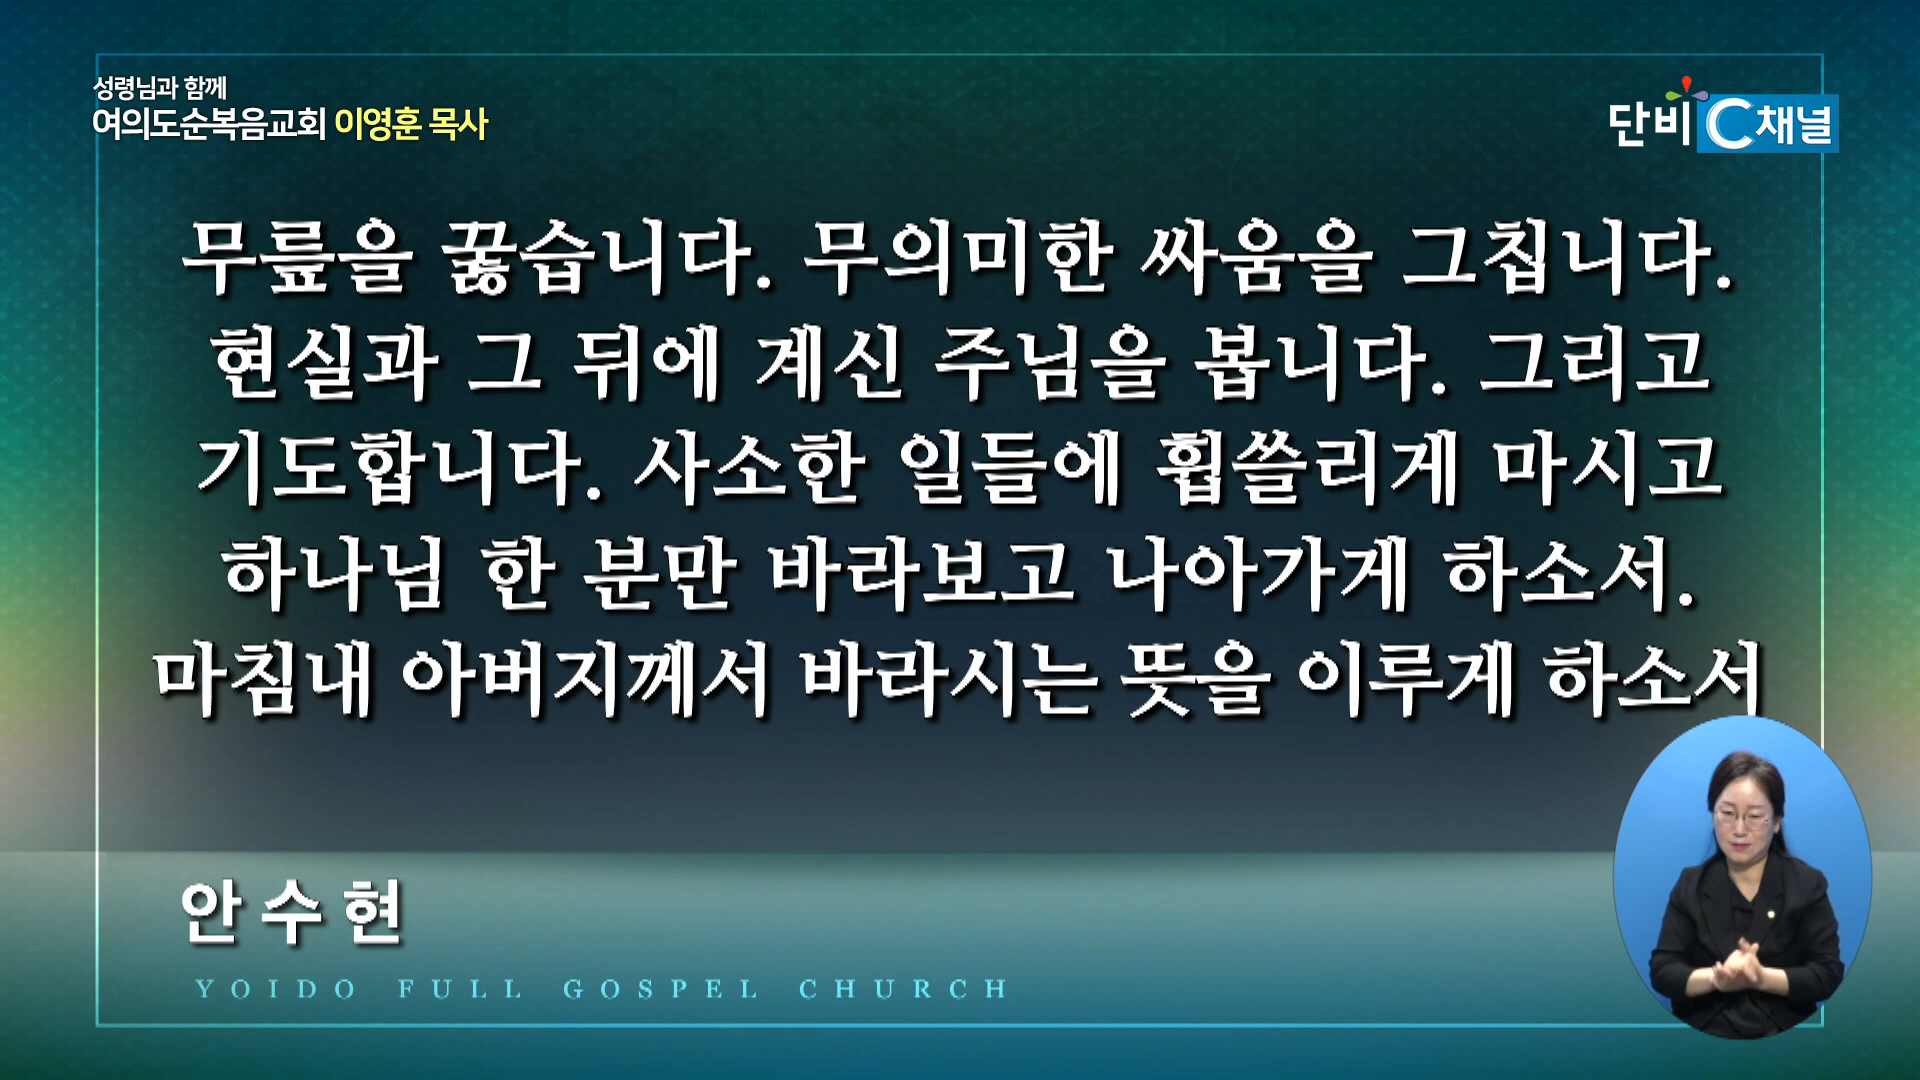 성령님과 함께
여의도순복음교회 이영훈 목사
단비 C채널
무릎을 꿇습니다. 무의미한 싸움을 그칩니다.
현실과 그 뒤에 계신 주님을 봅니다. 그리고
기도합니다. 사소한 일들에 휩쓸리게 마시고
하나님 한 분만 바라보고 나아가게 하소서.
마침내 아버지께서 바라시는 뜻을 이루게 하소서
안수현
YOIDO FULL GOSPEL CHURCH